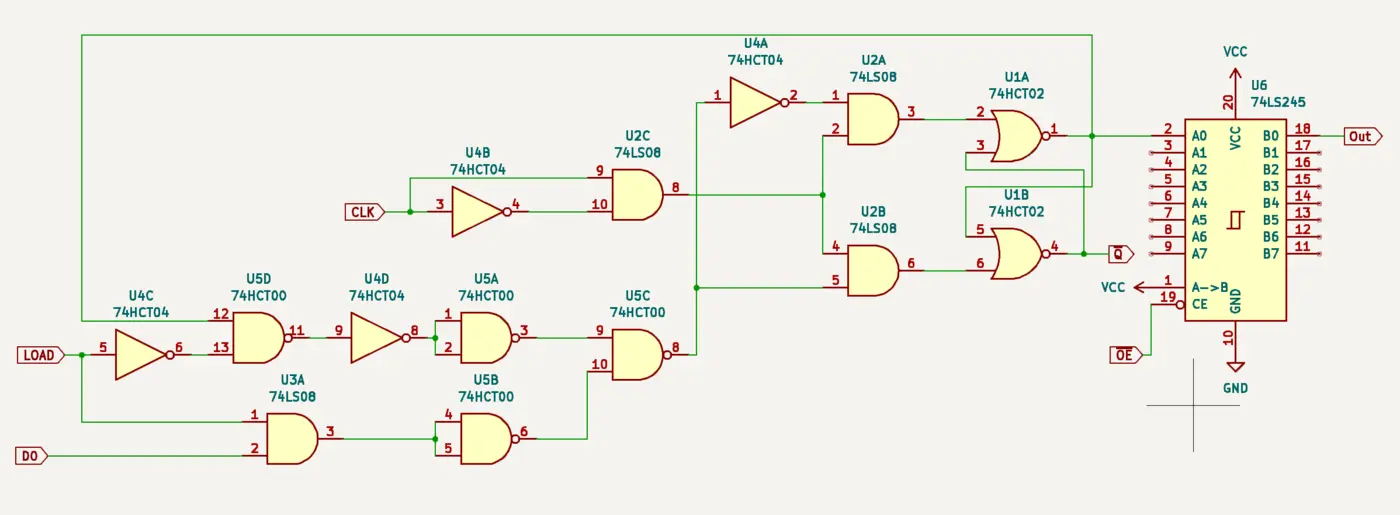 U4A
74HCT04
1
2
U2A
74LS08
1
2
3
U1A
74HCT02
2
3
1
VCC
U6
74LS245
20
VCC
2 A0 B0 18
3 A1 B1 17
4 A2 B2 16
5 A3 B3 15
6 A4 B4 14
7 A5 B5 13
8 A6 B6 12
9 A7 B7 11
VCC 1 A->B
19 CE
GND
10
GND
Out
OE
U2C
74LS08
9
10
8
U4B
74HCT04
CLK
3
4
U2B
74LS08
4
5
6
U1B
74HCT02
5
6
4
Q
U4C
74HCT04
LOAD
5
6
U5D
74HCT00
12
13
11
U4D
74HCT04
9
8
U5A
74HCT00
1
2
3
U5C
74HCT00
9
10
8
U3A
74LS08
1
2
3
U5B
74HCT00
4
5
6
DO